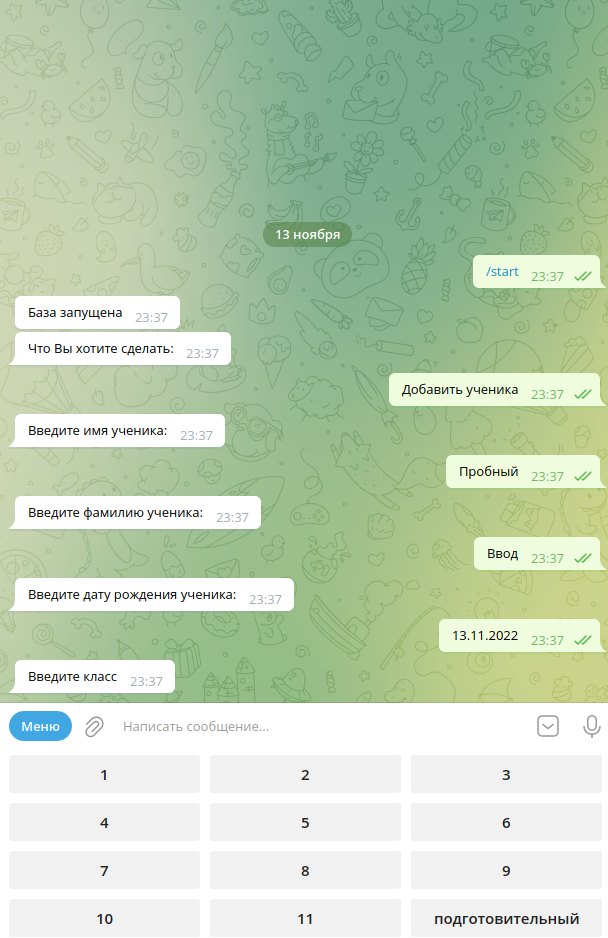 13 ноября
/start 23:37
База запущена 23:37
Что Вы хотите сделать: 23:37
Добавить ученика 23:37
Введите имя ученика: 23:37
Пробный 23:37
Введите фамилию ученика: 23:37
Ввод 23:37
Введите дату рождения ученика: 23:37
13.11.2022 23:37
Введите класс 23:37
Меню Написать сообщение...
1 2 3
4 5 6
7 8 9
10 11 подготовительный